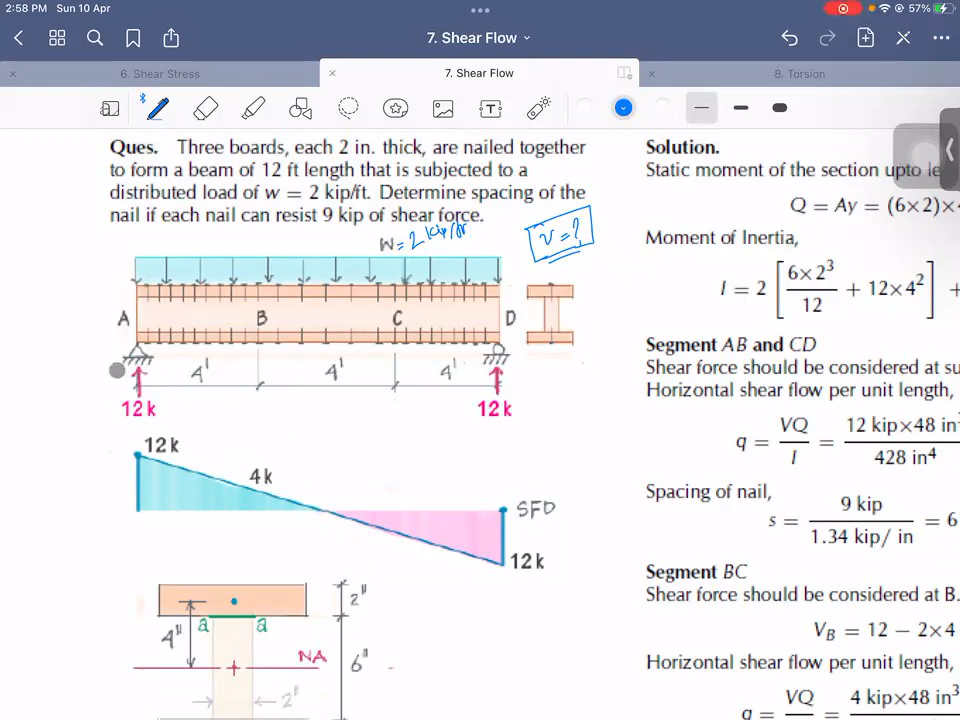 2:58 PM Sun 10 Apr
57%
7. Shear Flow
6. Shear Stress
7. Shear Flow
8. Torsion
Ques. Three boards, each 2 in. thick, are nailed together
to form a beam of 12 ft length that is subjected to a
distributed load of w = 2 kip/ft. Determine spacing of the
nail if each nail can resist 9 kip of shear force.
W = 2 kip/ft
v = ?
A
B
C
D
4'
4'
4'
12 k
12 k
12 k
4 k
SFD
12 k
2"
4"
a
a
NA
6"
2"
Solution.
Static moment of the section upto le
Q = Ay = (6×2)×
Moment of Inertia,
I = 2 [ 6×2³ / 12 + 12×4² ] +
Segment AB and CD
Shear force should be considered at su
Horizontal shear flow per unit length,
q = VQ / I = 12 kip×48 in / 428 in⁴
Spacing of nail,
s = 9 kip / 1.34 kip/ in = 6
Segment BC
Shear force should be considered at B.
V_B = 12 − 2×4
Horizontal shear flow per unit length,
q = VQ = 4 kip×48 in³